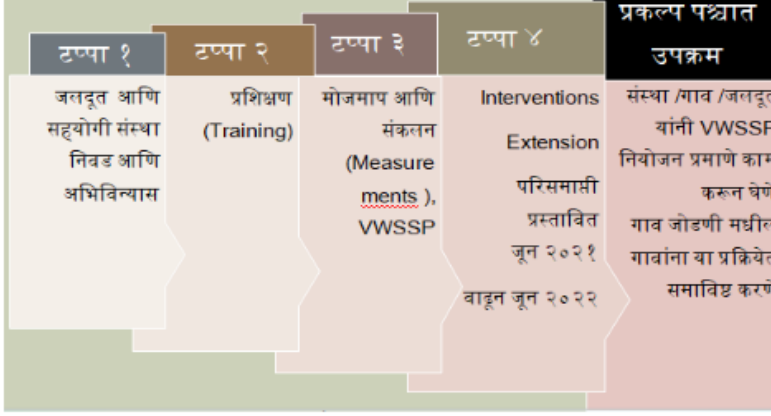 टप्पा १
जलदूत आणि
सहयोगी संस्था
निवड आणि
अभिविन्यास
टप्पा २
प्रशिक्षण
(Training)
टप्पा ३
मोजमाप आणि
संकलन
(Measure
ments ),
VWSSP
टप्पा ४
Interventions
Extension
परिसमाप्ती
प्रस्तावित
जून २०२१
वाढून जून २०२२
प्रकल्प पश्चात
उपक्रम
संस्था /गाव /जलदूत
यांनी VWSSP
नियोजन प्रमाणे काम
करून घेणे
गाव जोडणी मधील
गावांना या प्रक्रियेत
समाविष्ट करणे